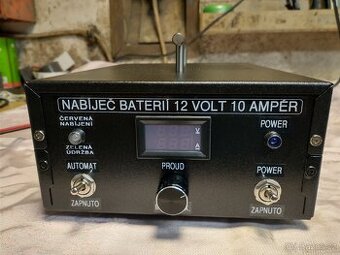 NABÍJEČ BATERIÍ 12 VOLT 10 AMPÉR
ČERVENÁ
NABÍJENÍ
POWER
V
A
ZELENÁ
ÚDRŽBA
AUTOMAT
PROUD
POWER
ZAPNUTO
ZAPNUTO